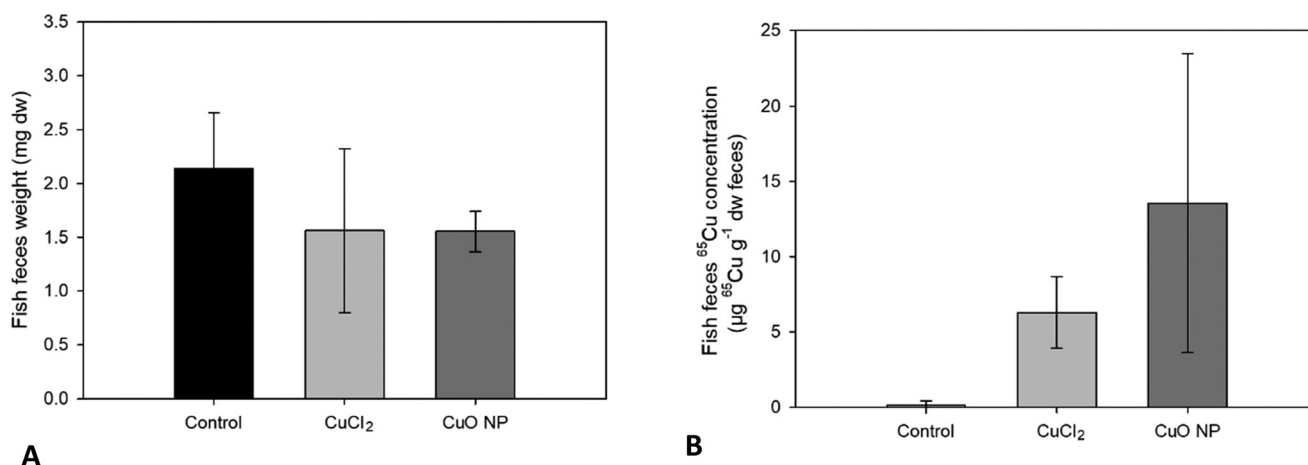 Fish feces weight (mg dw)
3.5
3.0
2.5
2.0
1.5
1.0
0.5
0.0
Control
CuCl₂
CuO NP
A
Fish feces ⁶⁵Cu concentration
(µg ⁶⁵Cu g⁻¹ dw feces)
25
20
15
10
5
0
Control
CuCl₂
CuO NP
B